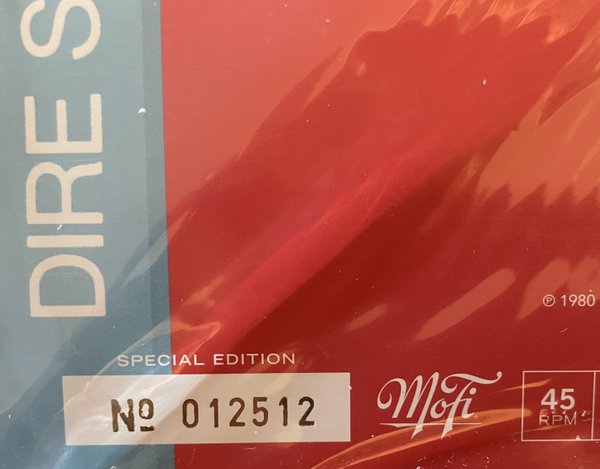 DIRE S
℗ 1980
SPECIAL EDITION
Nº 012512
MoFi
45
RPM